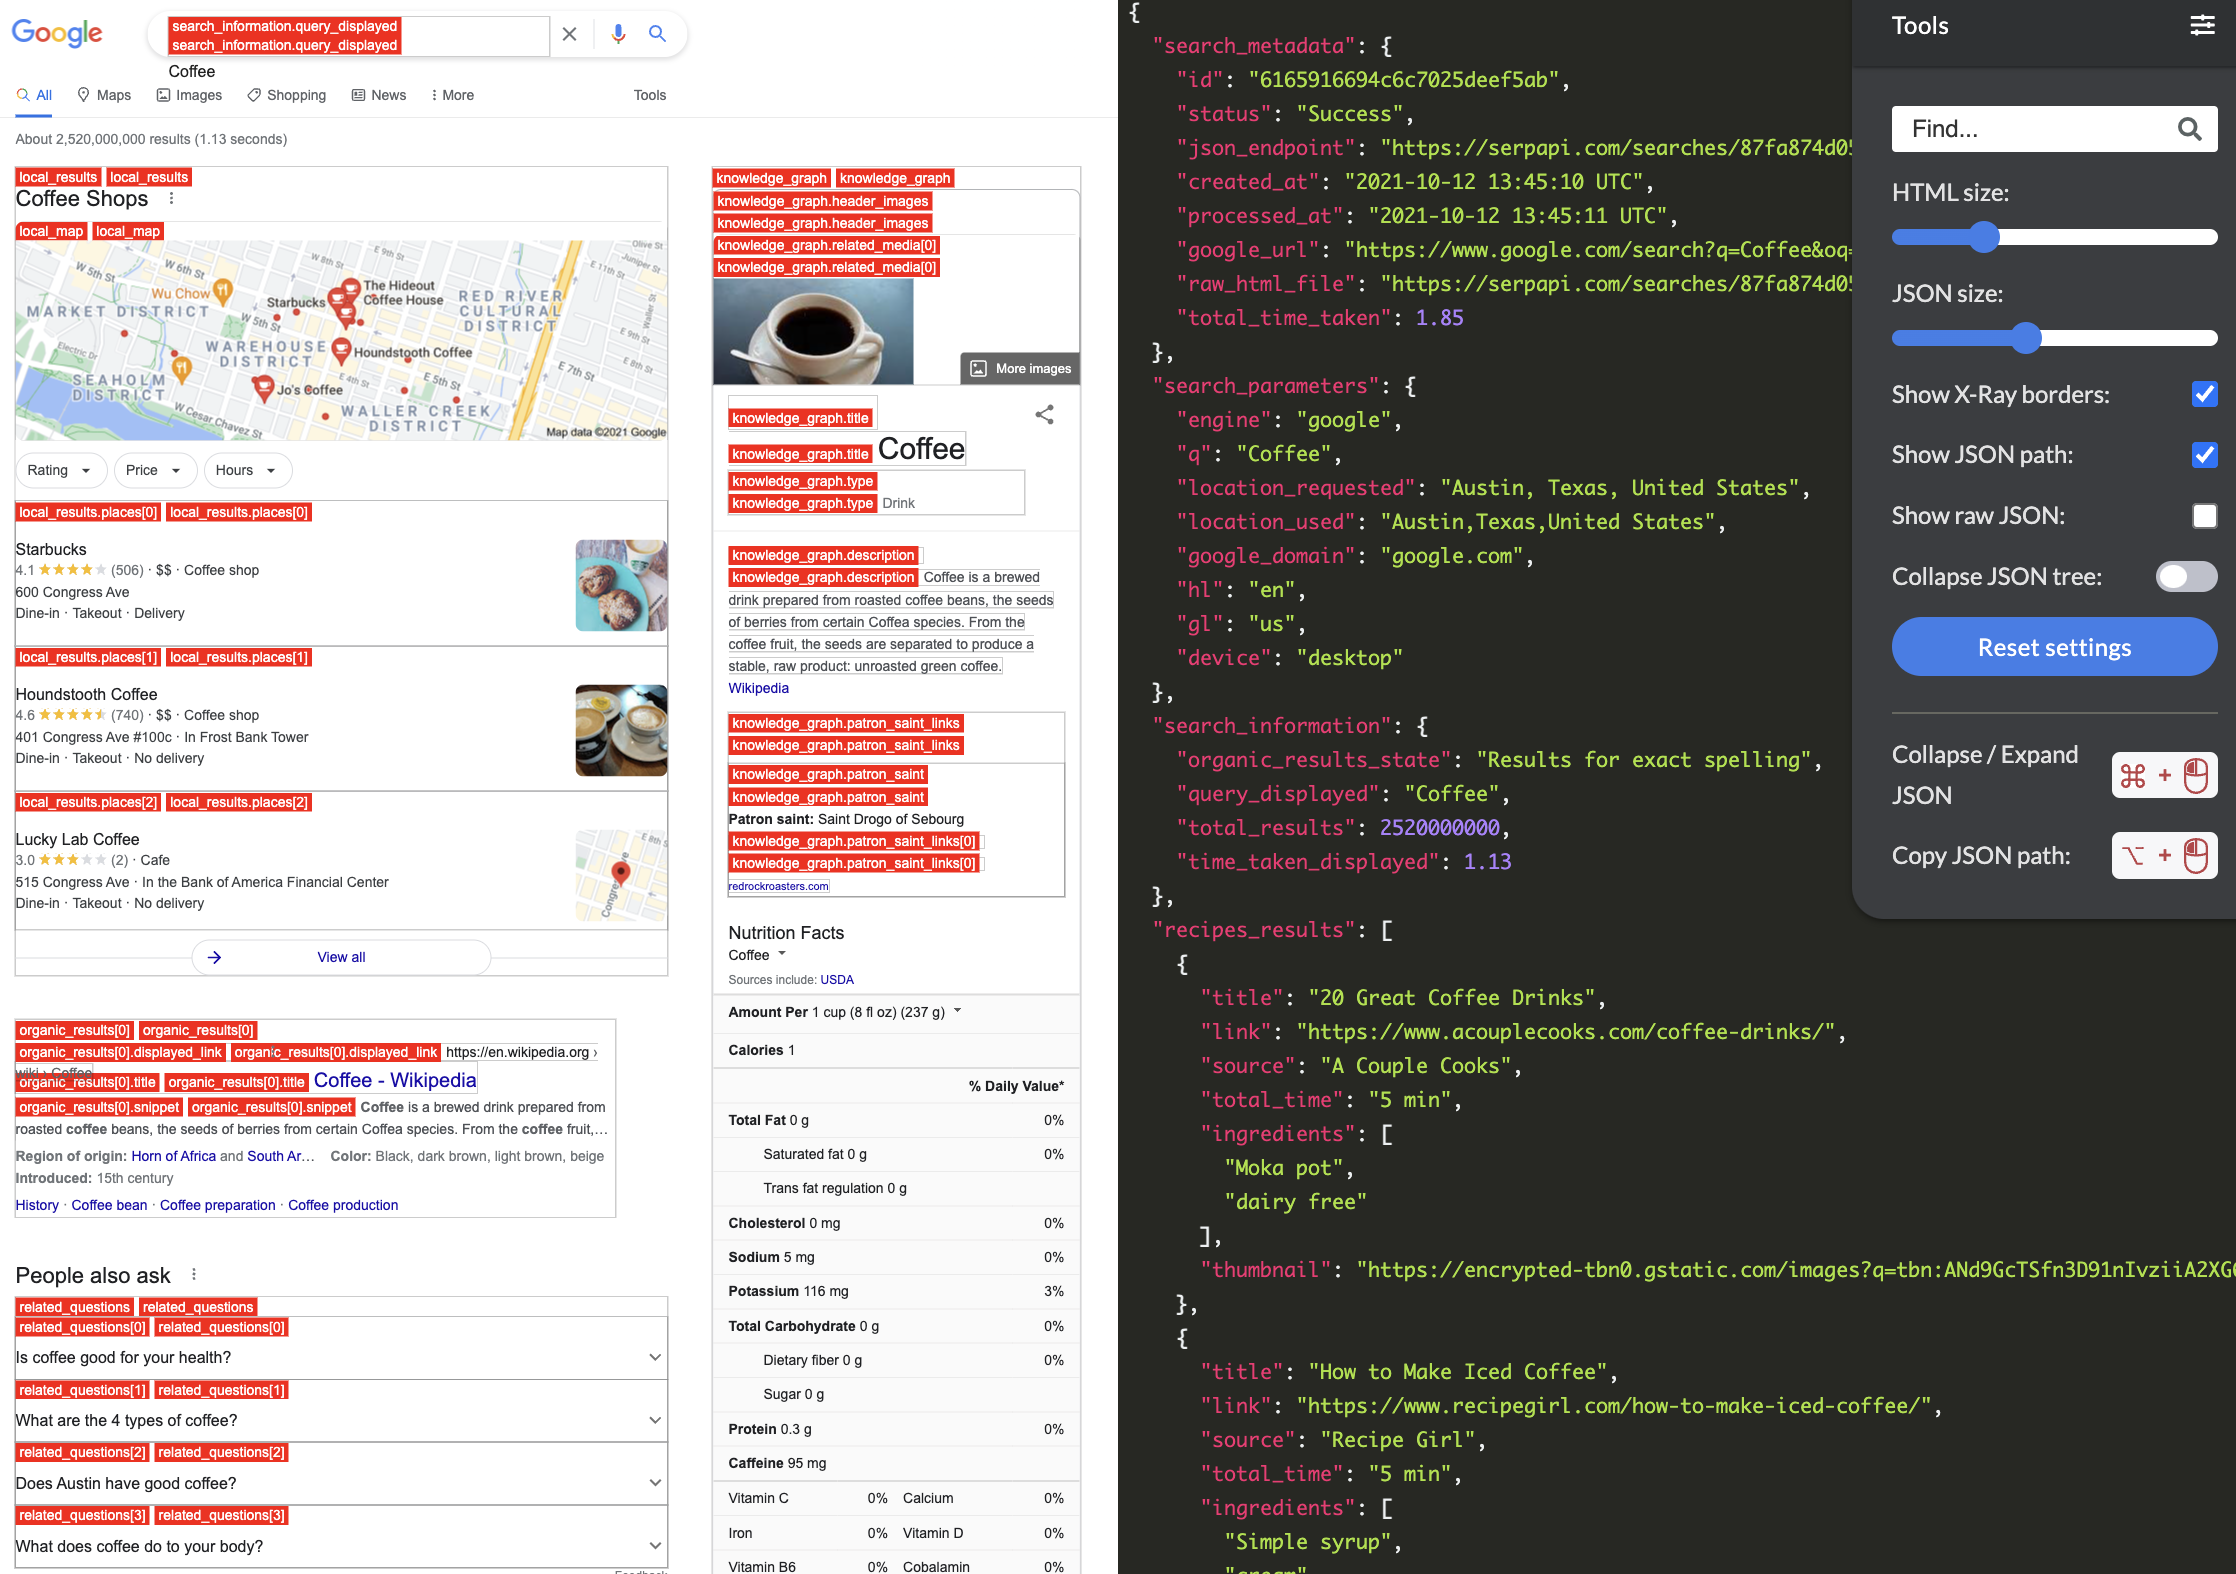 Google
search_information.query_displayed
search_information.query_displayed
Coffee
All Maps Images Shopping News More Tools
About 2,520,000,000 results (1.13 seconds)
local_results local_results
Coffee Shops
local_map local_map
Olive St
Juniper St
W 5th St
W 6th St
W 8th St
E 9th St
E 11th St
Wu Chow
Starbucks
The Hideout
Coffee House
MARKET DISTRICT
RED RIVER
CULTURAL
DISTRICT
W 5th St
E 9th St
Waller St
Electric Dr
WAREHOUSE
DISTRICT
Houndstooth Coffee
E 8th St
SEAHOLM
DISTRICT
Jo's Coffee
E 4th St
E 5th St
E 7th St
W Cesar Chavez St
WALLER CREEK
DISTRICT
Map data ©2021 Google
Rating Price Hours
local_results.places[0] local_results.places[0]
Starbucks
4.1 (506) · $$ · Coffee shop
600 Congress Ave
Dine-in · Takeout · Delivery
local_results.places[1] local_results.places[1]
Houndstooth Coffee
4.6 (740) · $$ · Coffee shop
401 Congress Ave #100c · In Frost Bank Tower
Dine-in · Takeout · No delivery
local_results.places[2] local_results.places[2]
Lucky Lab Coffee
3.0 (2) · Cafe
515 Congress Ave · In the Bank of America Financial Center
Dine-in · Takeout · No delivery
E 8th S
Congress Ave
View all
organic_results[0] organic_results[0]
organic_results[0].displayed_link organic_results[0].displayed_link https://en.wikipedia.org ›
wiki › Coffee
organic_results[0].title organic_results[0].title Coffee - Wikipedia
organic_results[0].snippet organic_results[0].snippet Coffee is a brewed drink prepared from
roasted coffee beans, the seeds of berries from certain Coffea species. From the coffee fruit,...
Region of origin: Horn of Africa and South Ar... Color: Black, dark brown, light brown, beige
Introduced: 15th century
History · Coffee bean · Coffee preparation · Coffee production
People also ask
related_questions related_questions
related_questions[0] related_questions[0]
Is coffee good for your health?
related_questions[1] related_questions[1]
What are the 4 types of coffee?
related_questions[2] related_questions[2]
Does Austin have good coffee?
related_questions[3] related_questions[3]
What does coffee do to your body?
knowledge_graph knowledge_graph
knowledge_graph.header_images
knowledge_graph.header_images
knowledge_graph.related_media[0]
knowledge_graph.related_media[0]
More images
knowledge_graph.title
knowledge_graph.title Coffee
knowledge_graph.type
knowledge_graph.type Drink
knowledge_graph.description
knowledge_graph.description Coffee is a brewed
drink prepared from roasted coffee beans, the seeds
of berries from certain Coffea species. From the
coffee fruit, the seeds are separated to produce a
stable, raw product: unroasted green coffee.
Wikipedia
knowledge_graph.patron_saint_links
knowledge_graph.patron_saint_links
knowledge_graph.patron_saint
knowledge_graph.patron_saint
Patron saint: Saint Drogo of Sebourg
knowledge_graph.patron_saint_links[0]
knowledge_graph.patron_saint_links[0]
redrockroasters.com
Nutrition Facts
Coffee
Sources include: USDA
Amount Per 1 cup (8 fl oz) (237 g)
Calories 1
% Daily Value*
Total Fat 0 g 0%
Saturated fat 0 g 0%
Trans fat regulation 0 g
Cholesterol 0 mg 0%
Sodium 5 mg 0%
Potassium 116 mg 3%
Total Carbohydrate 0 g 0%
Dietary fiber 0 g 0%
Sugar 0 g
Protein 0.3 g 0%
Caffeine 95 mg
Vitamin C 0% Calcium 0%
Iron 0% Vitamin D 0%
Vitamin B6 0% Cobalamin 0%
{
"search_metadata": {
"id": "6165916694c6c7025deef5ab",
"status": "Success",
"json_endpoint": "https://serpapi.com/searches/87fa874d05
"created_at": "2021-10-12 13:45:10 UTC",
"processed_at": "2021-10-12 13:45:11 UTC",
"google_url": "https://www.google.com/search?q=Coffee&oq=
"raw_html_file": "https://serpapi.com/searches/87fa874d05
"total_time_taken": 1.85
},
"search_parameters": {
"engine": "google",
"q": "Coffee",
"location_requested": "Austin, Texas, United States",
"location_used": "Austin,Texas,United States",
"google_domain": "google.com",
"hl": "en",
"gl": "us",
"device": "desktop"
},
"search_information": {
"organic_results_state": "Results for exact spelling",
"query_displayed": "Coffee",
"total_results": 2520000000,
"time_taken_displayed": 1.13
},
"recipes_results": [
{
"title": "20 Great Coffee Drinks",
"link": "https://www.acouplecooks.com/coffee-drinks/",
"source": "A Couple Cooks",
"total_time": "5 min",
"ingredients": [
"Moka pot",
"dairy free"
],
"thumbnail": "https://encrypted-tbn0.gstatic.com/images?q=tbn:ANd9GcTSfn3D91nIvziiA2XG
},
{
"title": "How to Make Iced Coffee",
"link": "https://www.recipegirl.com/how-to-make-iced-coffee/",
"source": "Recipe Girl",
"total_time": "5 min",
"ingredients": [
"Simple syrup",
Tools
Find...
HTML size:
JSON size:
Show X-Ray borders:
Show JSON path:
Show raw JSON:
Collapse JSON tree:
Reset settings
Collapse / Expand
JSON
⌘ +
Copy JSON path:
⌥ +